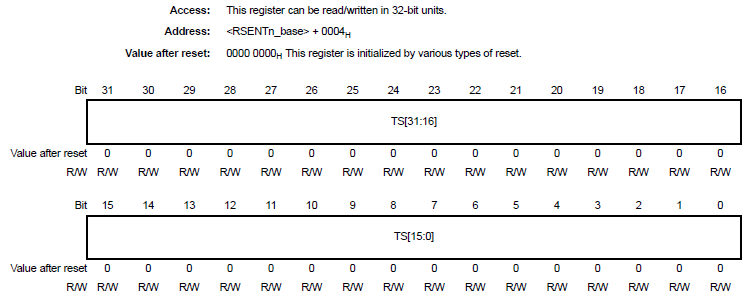 Access: This register can be read/written in 32-bit units.
Address: <RSENTn_base> + 0004H
Value after reset: 0000 0000H This register is initialized by various types of reset.
Bit 31 30 29 28 27 26 25 24 23 22 21 20 19 18 17 16
TS[31:16]
Value after reset 0 0 0 0 0 0 0 0 0 0 0 0 0 0 0 0
R/W R/W R/W R/W R/W R/W R/W R/W R/W R/W R/W R/W R/W R/W R/W R/W R/W
Bit 15 14 13 12 11 10 9 8 7 6 5 4 3 2 1 0
TS[15:0]
Value after reset 0 0 0 0 0 0 0 0 0 0 0 0 0 0 0 0
R/W R/W R/W R/W R/W R/W R/W R/W R/W R/W R/W R/W R/W R/W R/W R/W R/W